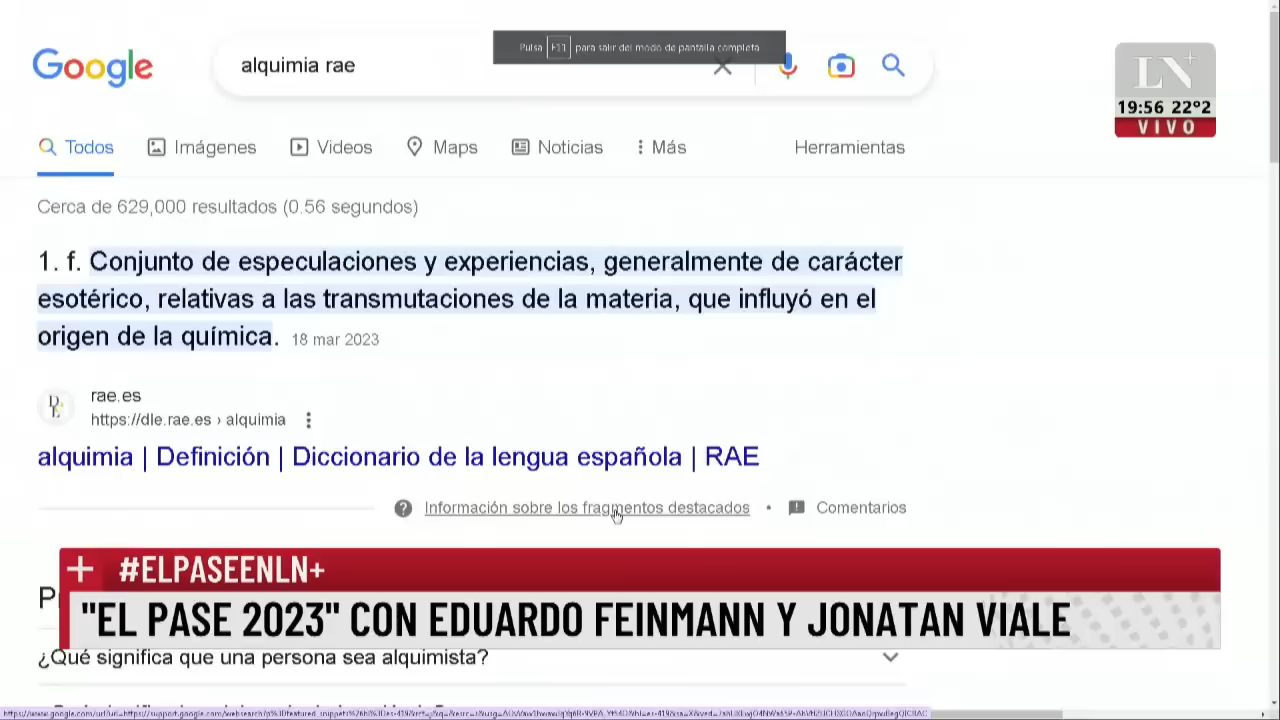 Pulsa F11 para salir del modo de pantalla completa
Google
alquimia rae
LN+
19:56 22°2
VIVO
Todos Imágenes Videos Maps Noticias Más Herramientas
Cerca de 629,000 resultados (0.56 segundos)
1. f. Conjunto de especulaciones y experiencias, generalmente de carácter
esotérico, relativas a las transmutaciones de la materia, que influyó en el
origen de la química. 18 mar 2023
rae.es
https://dle.rae.es › alquimia
alquimia | Definición | Diccionario de la lengua española | RAE
Información sobre los fragmentos destacados • Comentarios
#ELPASEENLN+
"EL PASE 2023" CON EDUARDO FEINMANN Y JONATAN VIALE
¿Qué significa que una persona sea alquimista?